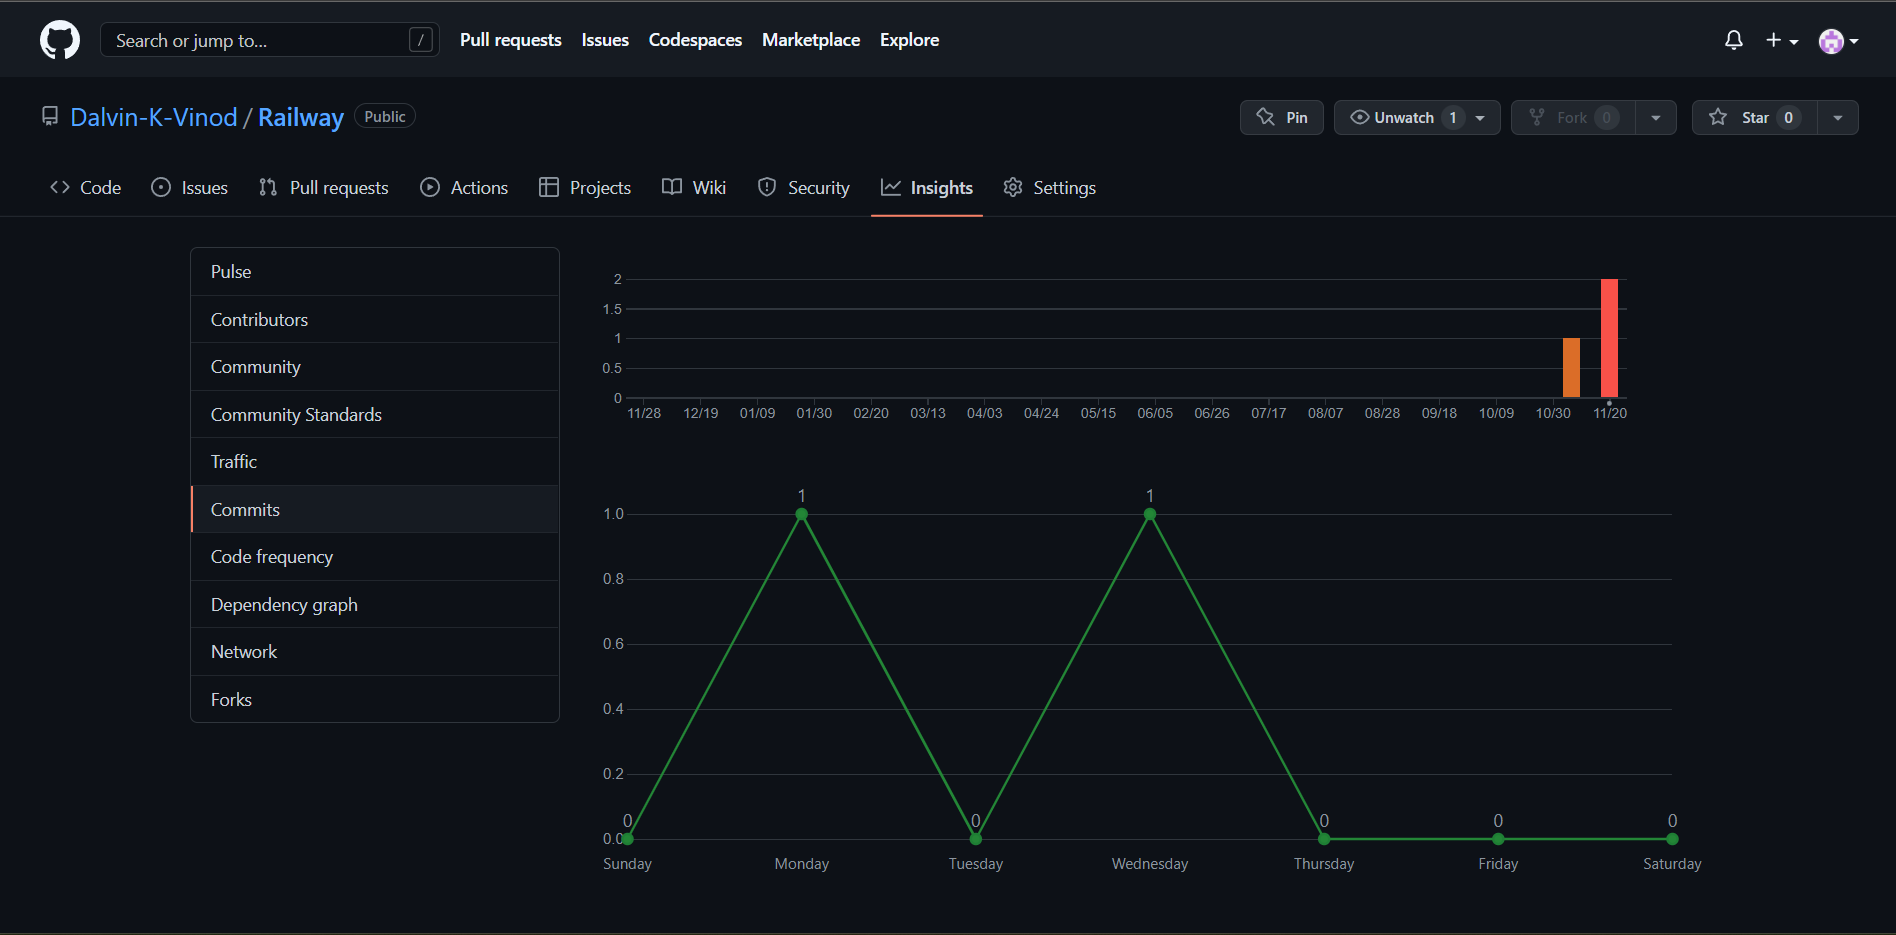 Search or jump to... / Pull requests Issues Codespaces Marketplace Explore
Dalvin-K-Vinod / Railway Public Pin Unwatch 1 Fork 0 Star 0
Code Issues Pull requests Actions Projects Wiki Security Insights Settings
Pulse
Contributors
Community
Community Standards
Traffic
Commits
Code frequency
Dependency graph
Network
Forks
2
1.5
1
0.5
0
11/28 12/19 01/09 01/30 02/20 03/13 04/03 04/24 05/15 06/05 06/26 07/17 08/07 08/28 09/18 10/09 10/30 11/20
1 1
1.0
0.8
0.6
0.4
0.2
0 0 0 0 0
0.0
Sunday Monday Tuesday Wednesday Thursday Friday Saturday